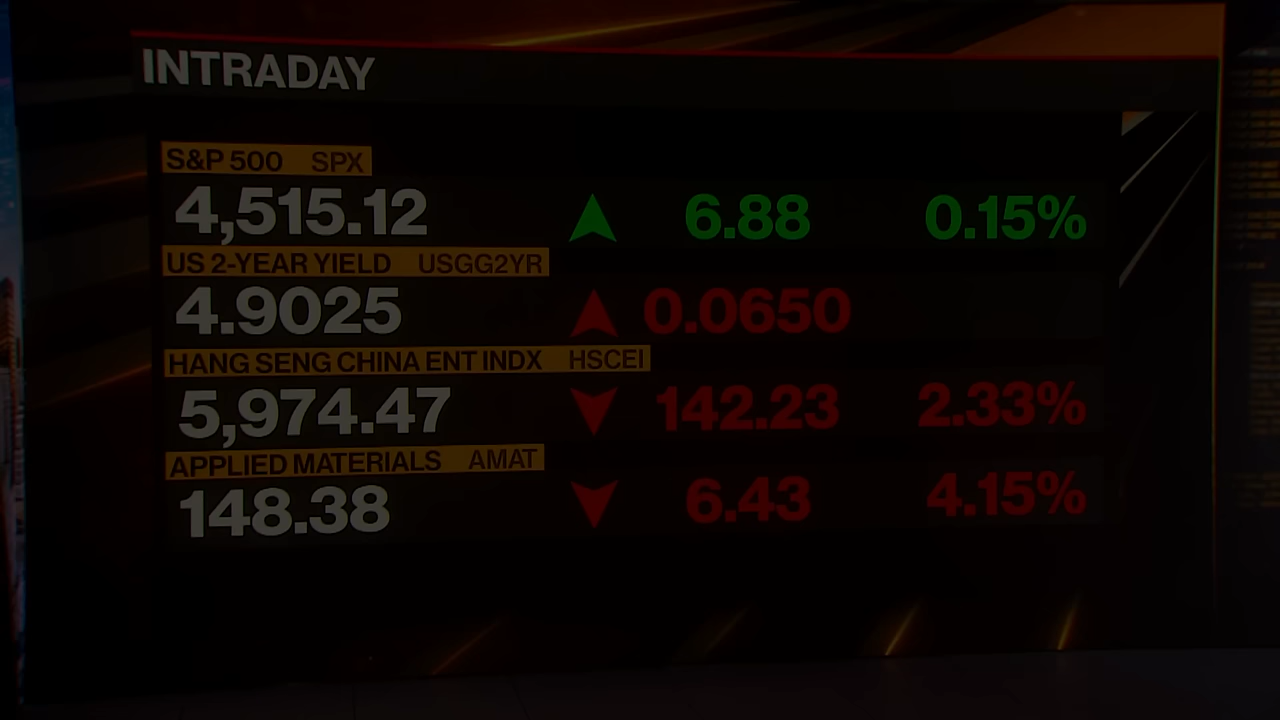 INTRADAY
S&P 500 SPX
4,515.12 6.88 0.15%
US 2-YEAR YIELD USGG2YR
4.9025 0.0650
HANG SENG CHINA ENT INDX HSCEI
5,974.47 142.23 2.33%
APPLIED MATERIALS AMAT
148.38 6.43 4.15%